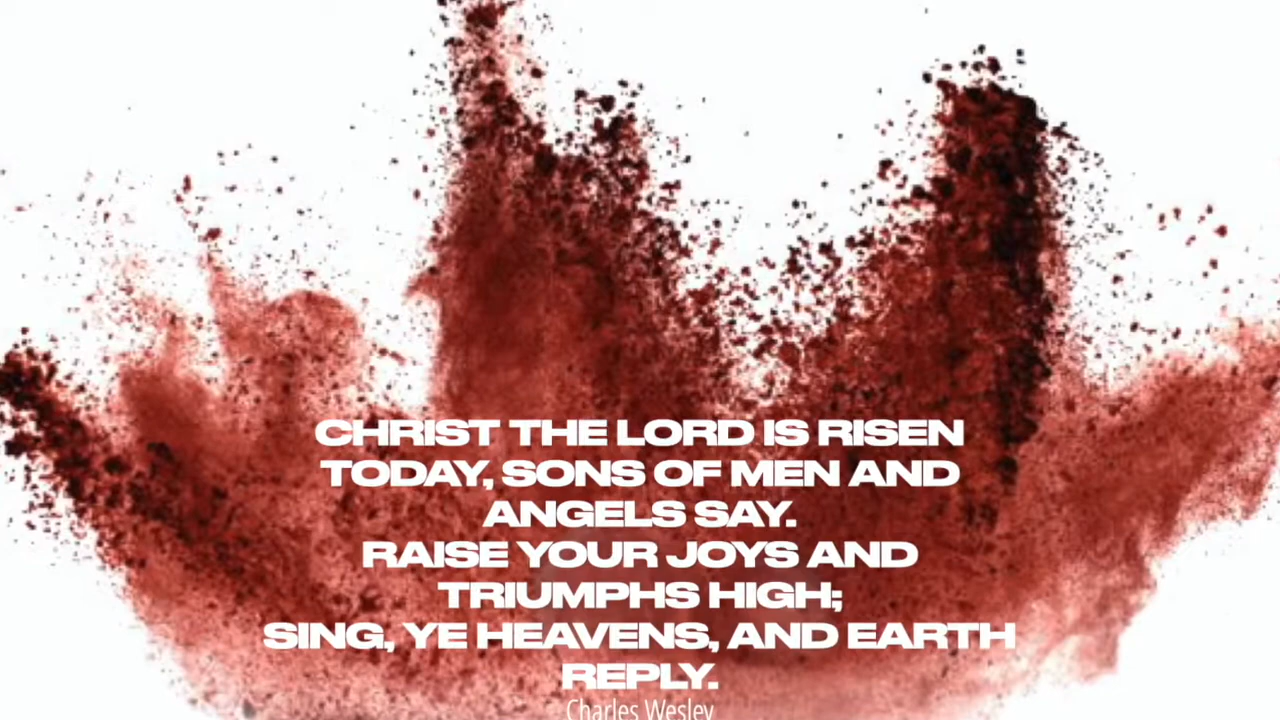 CHRIST THE LORD IS RISEN
TODAY, SONS OF MEN AND
ANGELS SAY.
RAISE YOUR JOYS AND
TRIUMPHS HIGH;
SING, YE HEAVENS, AND EARTH
REPLY.
Charles Wesley